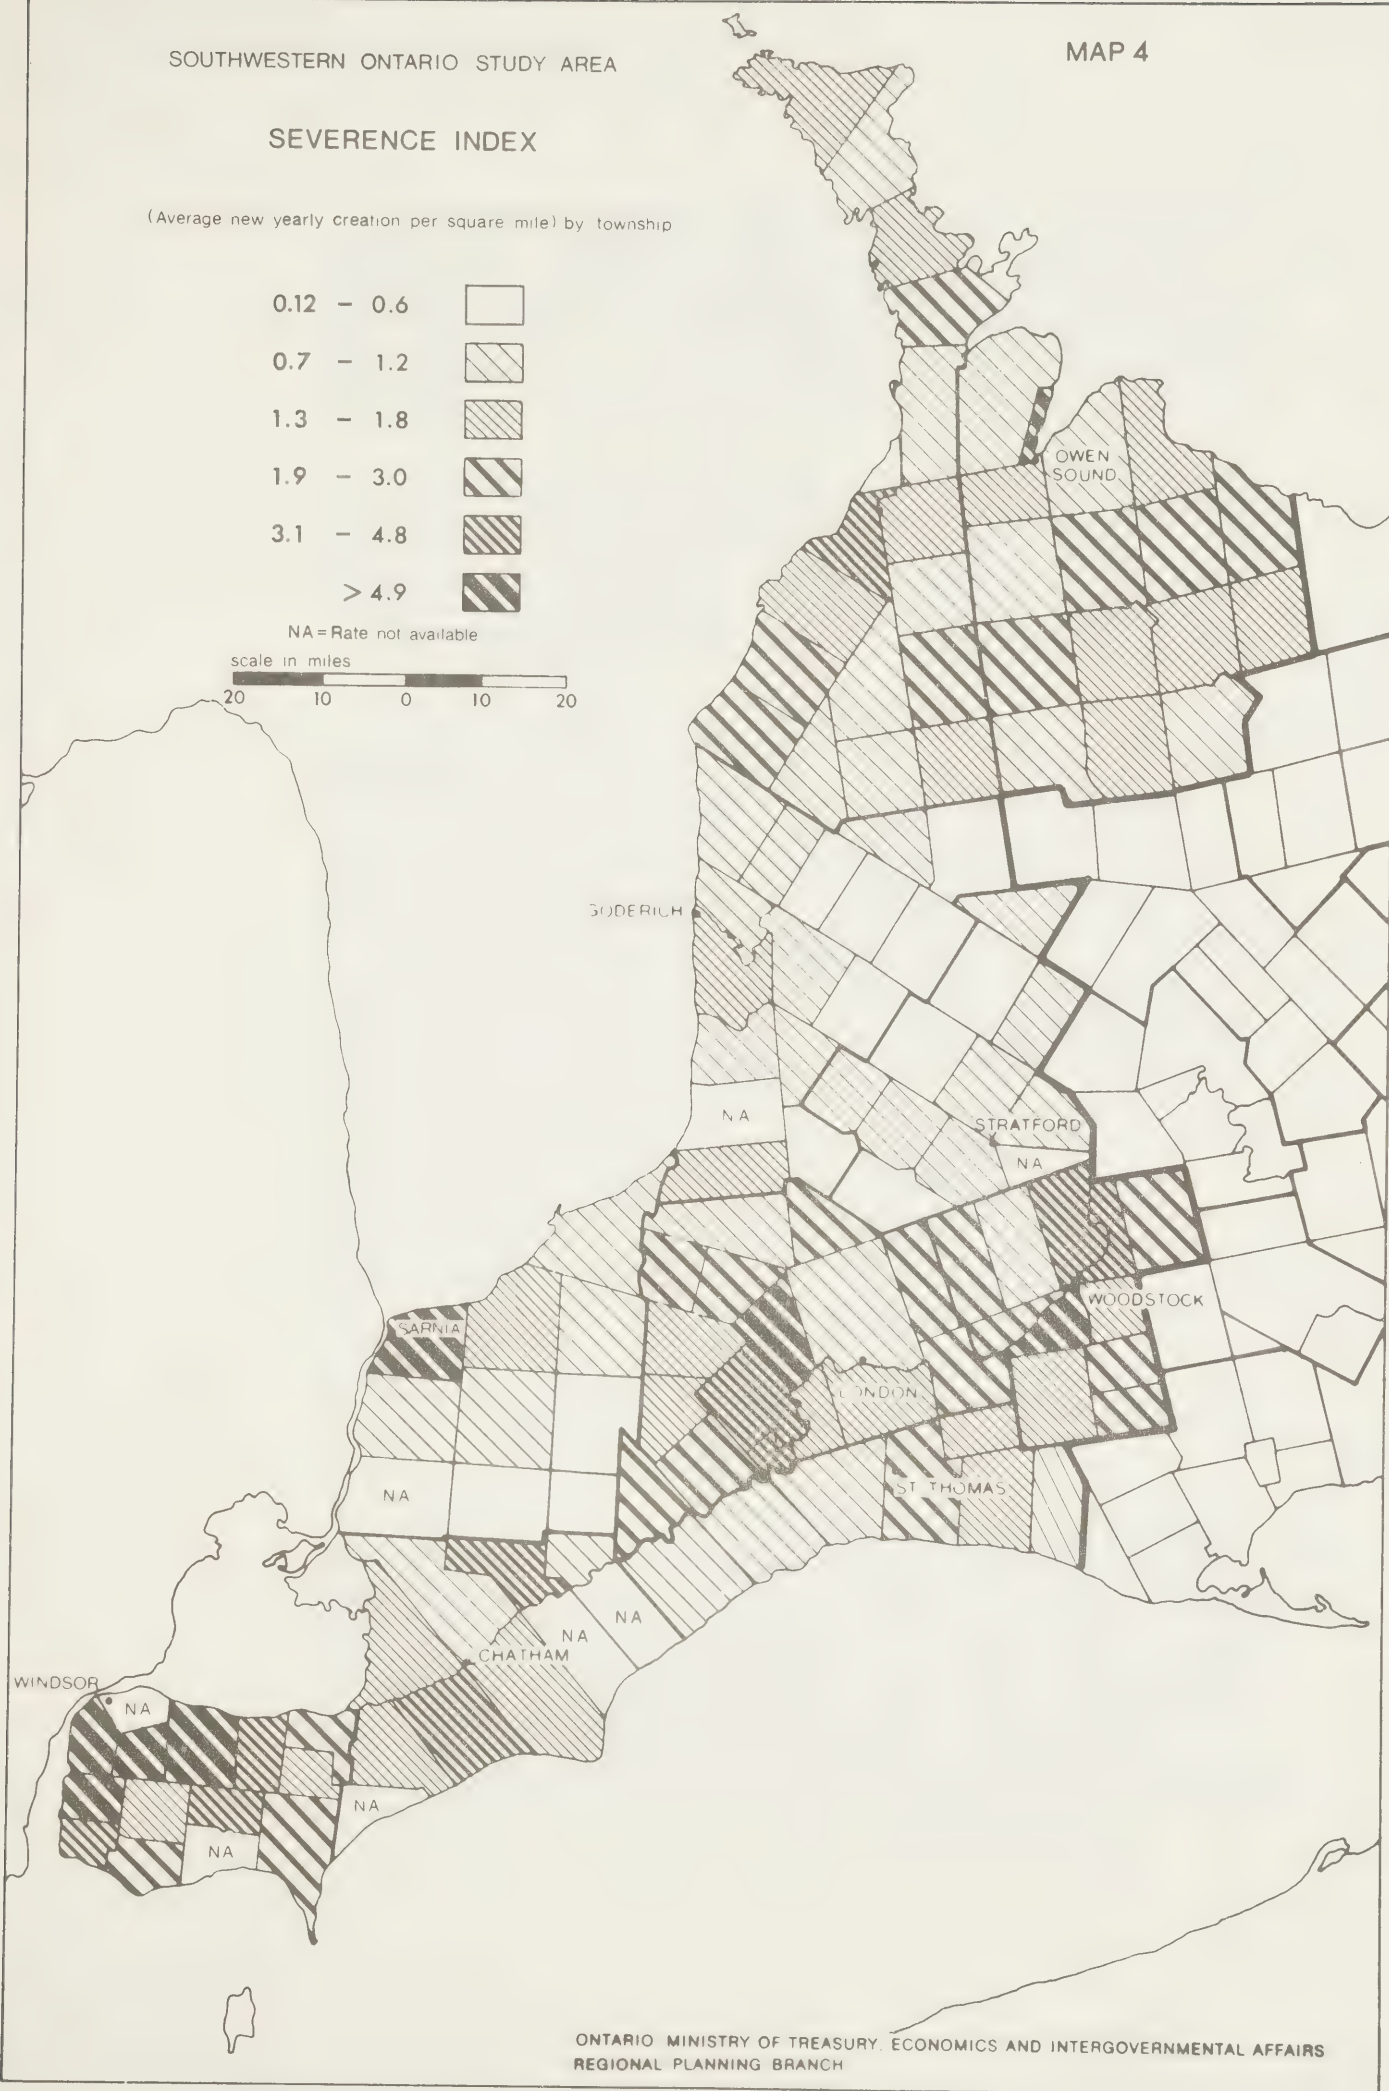 SOUTHWESTERN ONTARIO STUDY AREA
MAP 4
SEVERENCE INDEX
(Average new yearly creation per square mile) by township
0.12 – 0.6
0.7 – 1.2
1.3 – 1.8
1.9 – 3.0
3.1 – 4.8
> 4.9
NA = Rate not available
scale in miles
20 10 0 10 20
OWEN
SOUND
GODERICH
NA
STRATFORD
NA
WOODSTOCK
SARNIA
LONDON
NA
ST. THOMAS
NA
NA
CHATHAM
WINDSOR
NA
NA
NA
ONTARIO MINISTRY OF TREASURY, ECONOMICS AND INTERGOVERNMENTAL AFFAIRS
REGIONAL PLANNING BRANCH